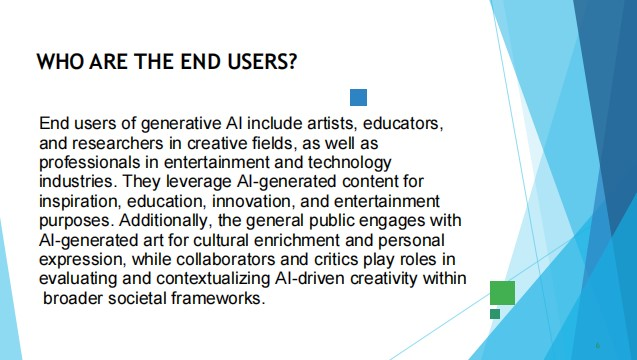 WHO ARE THE END USERS?
End users of generative AI include artists, educators,
and researchers in creative fields, as well as
professionals in entertainment and technology
industries. They leverage AI-generated content for
inspiration, education, innovation, and entertainment
purposes. Additionally, the general public engages with
AI-generated art for cultural enrichment and personal
expression, while collaborators and critics play roles in
evaluating and contextualizing AI-driven creativity within
broader societal frameworks.